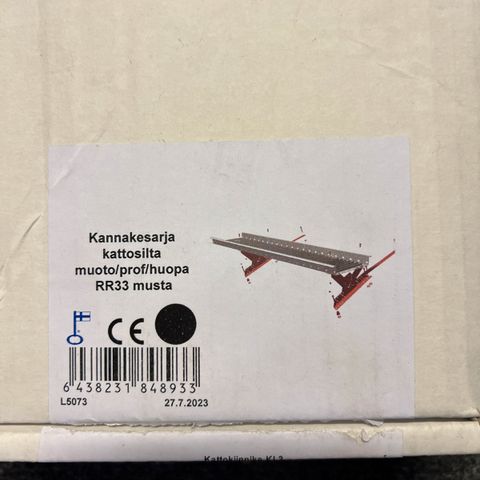 Kannakesarja
kattosilta
muoto/prof/huopa
RR33 musta
CE
6 438231 848933
L5073
27.7.2023